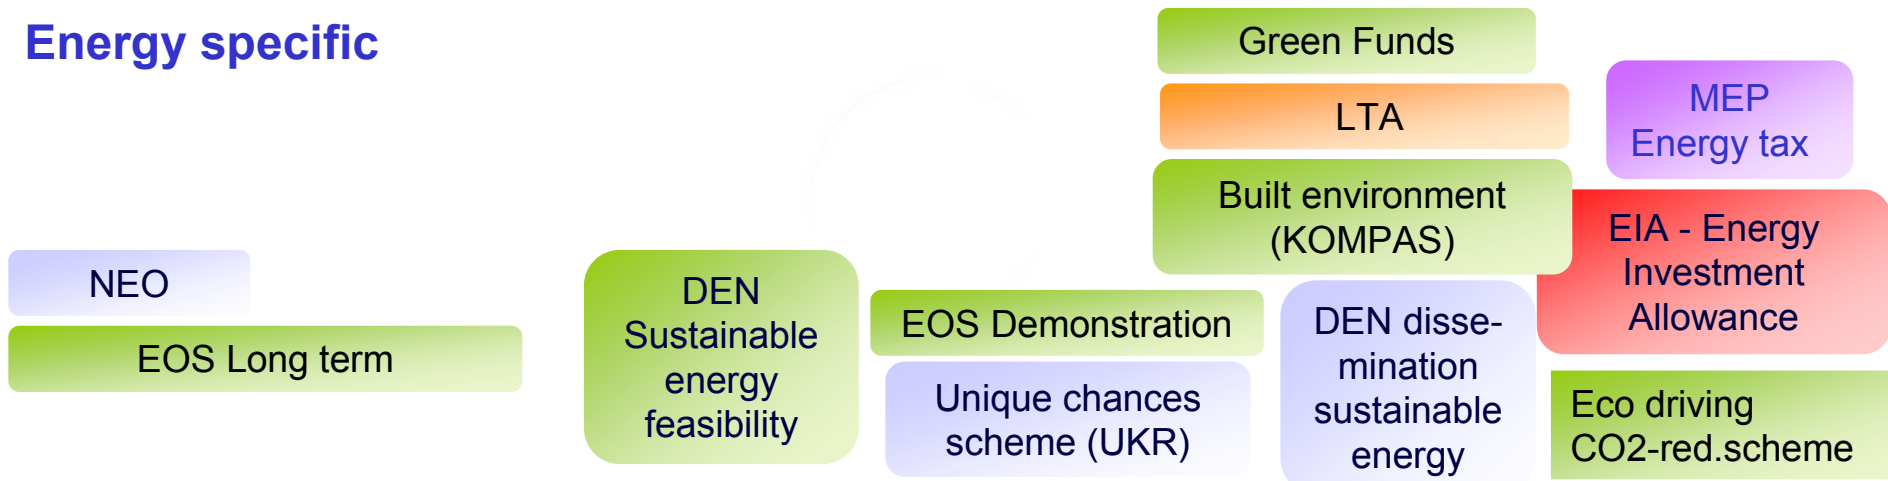 Energy specific
Green Funds
LTA
MEP
Energy tax
Built environment
(KOMPAS)
EIA - Energy
Investment
Allowance
NEO
EOS Long term
DEN
Sustainable
energy
feasibility
EOS Demonstration
Unique chances
scheme (UKR)
DEN disse-
mination
sustainable
energy
Eco driving
CO2-red.scheme